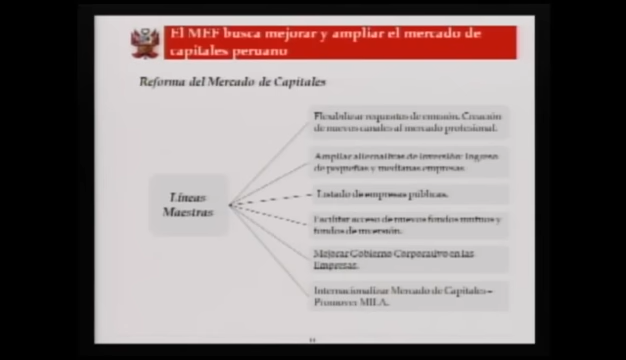 El MEF busca mejorar y ampliar el mercado de
capitales peruano
Reforma del Mercado de Capitales
Líneas
Maestras
Flexibilizar requisitos de emisión. Creación
de nuevos canales al mercado profesional.
Ampliar alternativas de inversión: ingreso
de pequeñas y medianas empresas.
Listado de empresas públicas.
Facilitar acceso de nuevos fondos mutuos y
fondos de inversión.
Mejorar Gobierno Corporativo en las
Empresas.
Internacionalizar Mercado de Capitales –
Promover MILA.